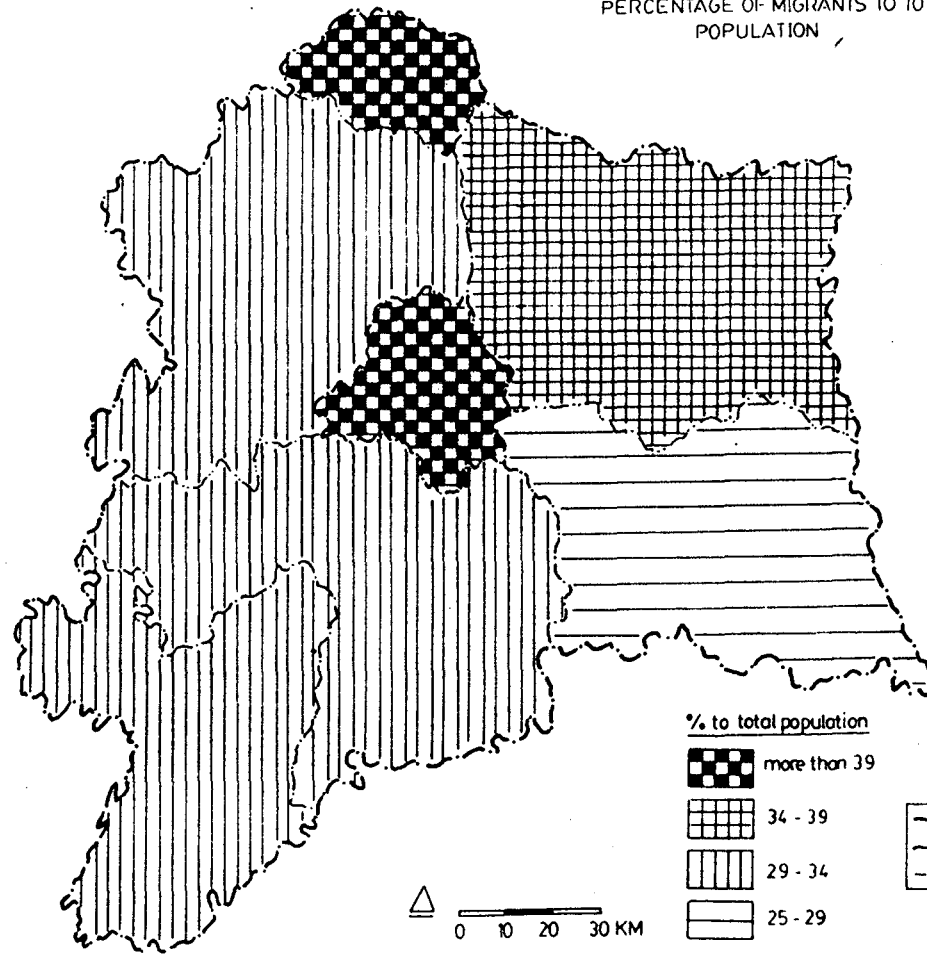 PERCENTAGE OF MIGRANTS TO TO
POPULATION
% to total population
more than 39
34 - 39
29 - 34
25 - 29
0 10 20 30 KM